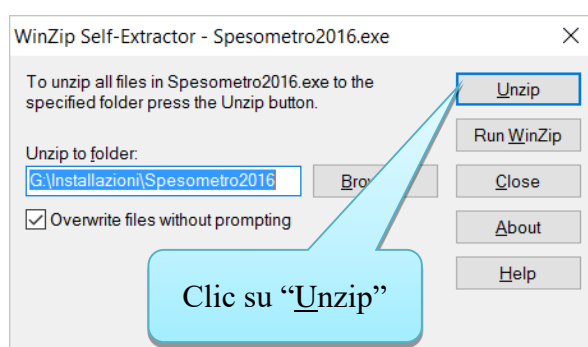 WinZip Self-Extractor - Spesometro2016.exe
To unzip all files in Spesometro2016.exe to the
specified folder press the Unzip button.
Unzip
Run WinZip
Unzip to folder:
G:\Installazioni\Spesometro2016
Close
Overwrite files without prompting
About
Help
Clic su “Unzip”